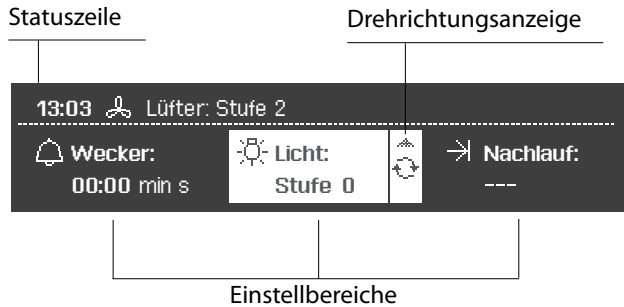 Statuszeile
Drehrichtungsanzeige
13:03 Lüfter: Stufe 2
Wecker:
00:00 min s
Licht:
Stufe 0
Nachlauf:
---
Einstellbereiche